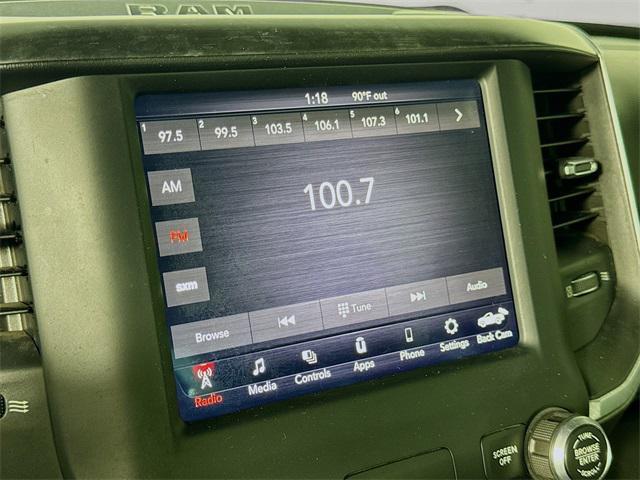 RAM
1:18 90°F out
1 97.5 2 99.5 3 103.5 4 106.1 5 107.3 6 101.1
AM
100.7
FM
sxm
Browse Tune Audio
Radio Media Controls Apps Phone Settings Back Cam
SCREEN OFF
TUNE
BROWSE
ENTER
SCROLL